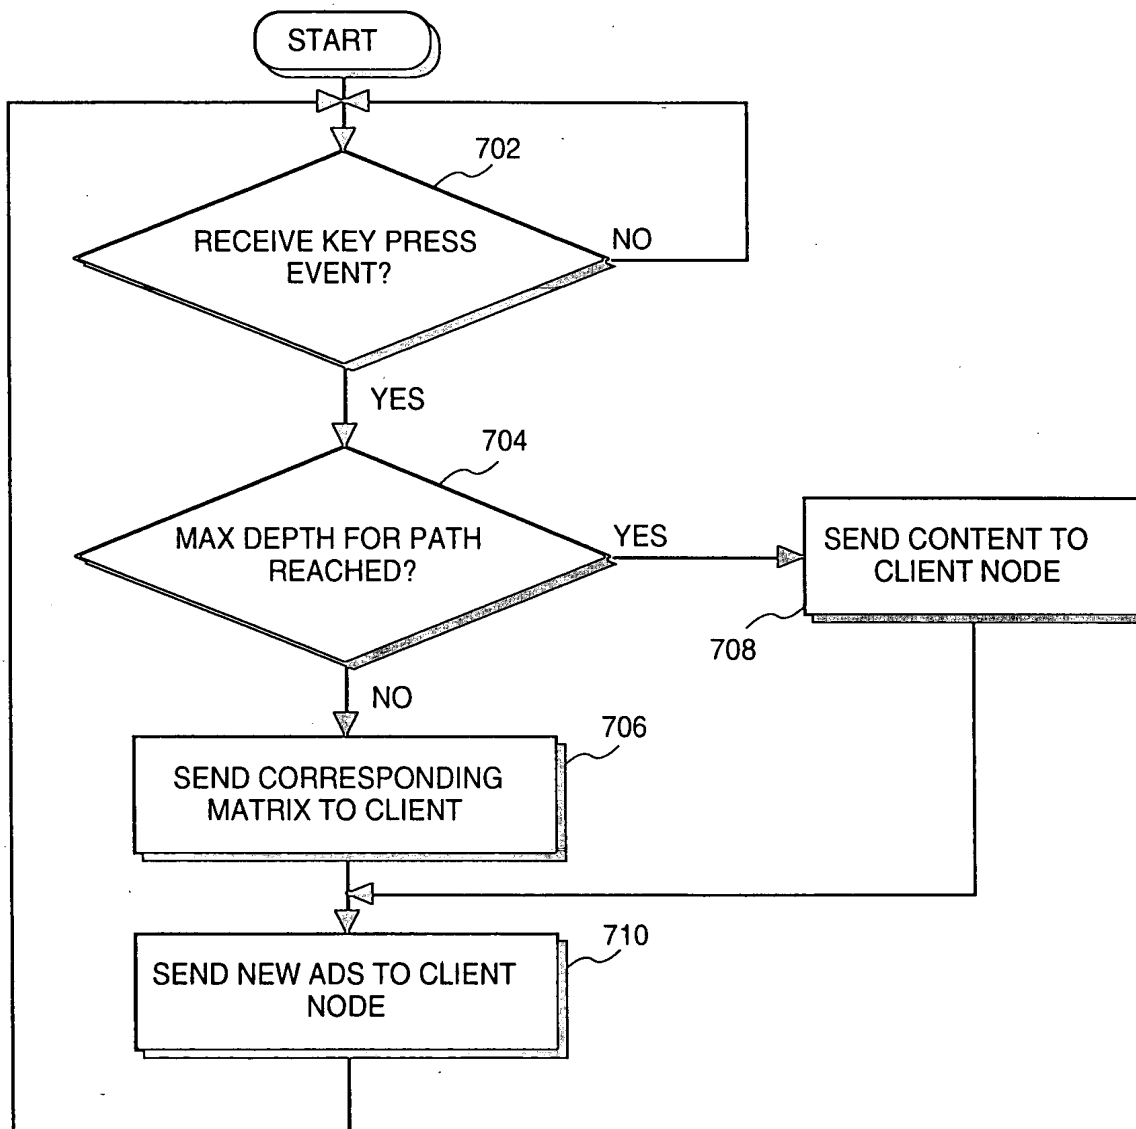 START
702
RECEIVE KEY PRESS
EVENT?
NO
YES
704
MAX DEPTH FOR PATH
REACHED?
YES
SEND CONTENT TO
CLIENT NODE
708
NO
706
SEND CORRESPONDING
MATRIX TO CLIENT
710
SEND NEW ADS TO CLIENT
NODE